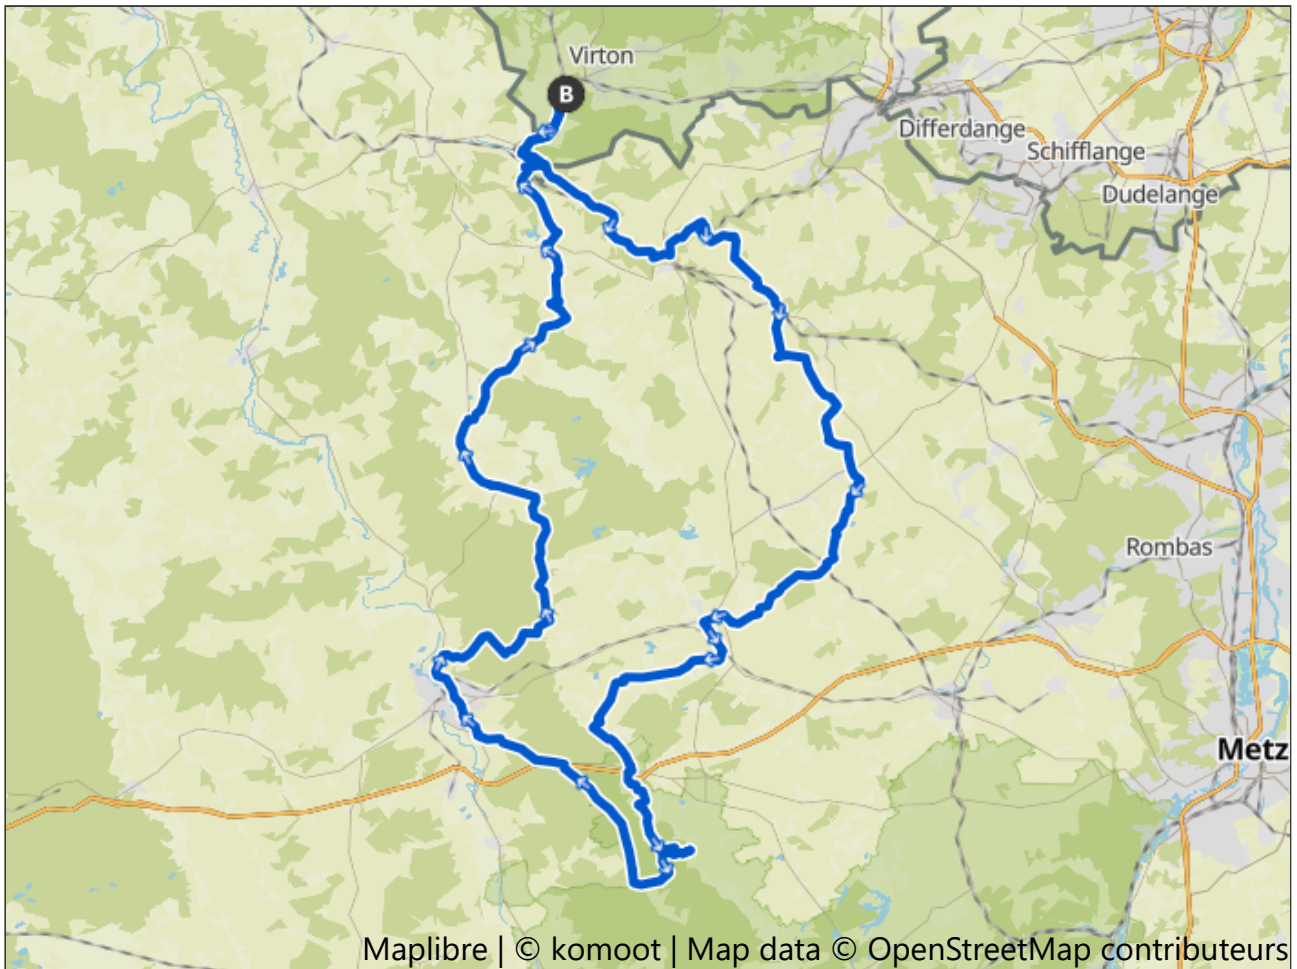 Virton
B
Differdange
Schifflange
Dudelange
Rombas
Metz
Maplibre | © komoot | Map data © OpenStreetMap contributeurs